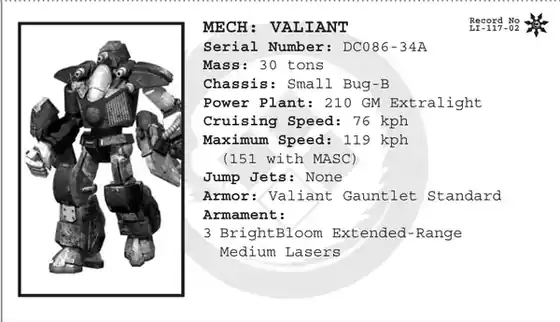 MECH: VALIANT
Record No
LI-117-02
Serial Number: DC086-34A
Mass: 30 tons
Chassis: Small Bug-B
Power Plant: 210 GM Extralight
Cruising Speed: 76 kph
Maximum Speed: 119 kph
(151 with MASC)
Jump Jets: None
Armor: Valiant Gauntlet Standard
Armament:
3 BrightBloom Extended-Range
Medium Lasers